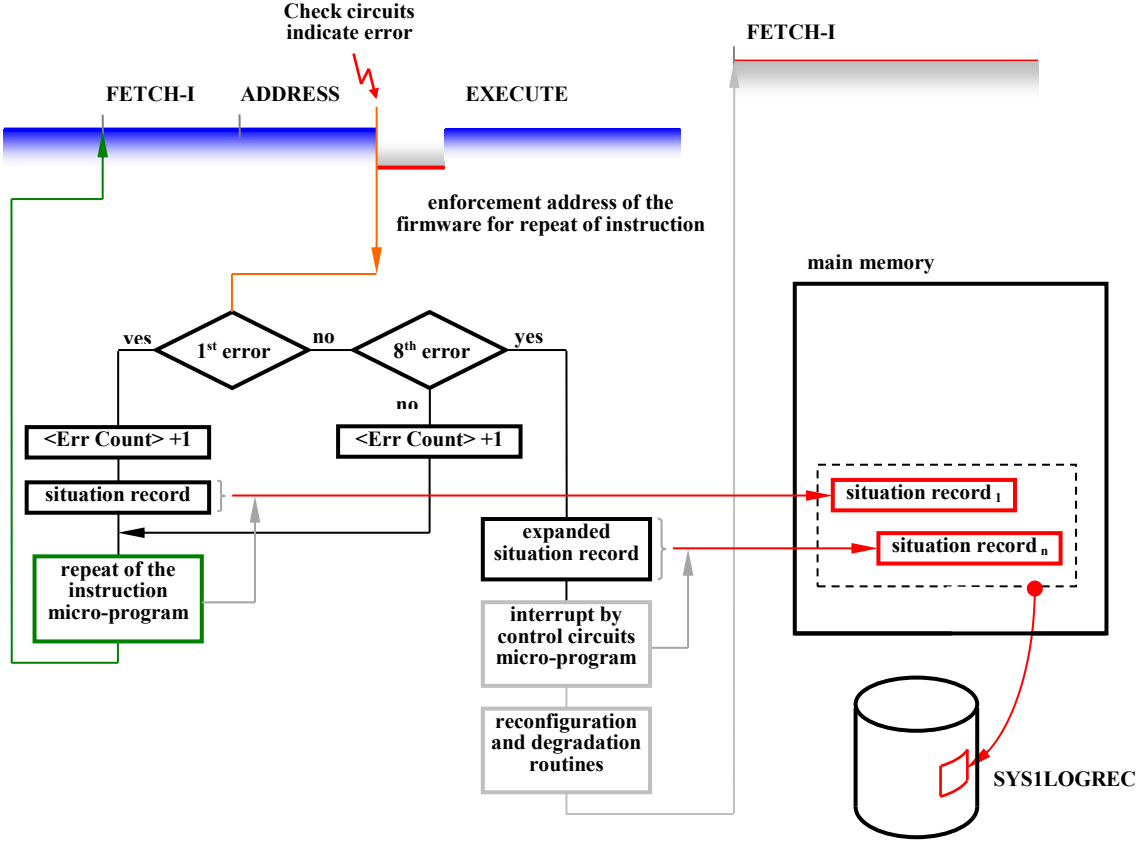 Check circuits
indicate error
FETCH-I
FETCH-I
ADDRESS
EXECUTE
enforcement address of the
firmware for repeat of instruction
main memory
yes
1st error
no
8th error
yes
no
<Err Count> +1
<Err Count> +1
situation record
situation record 1
expanded
situation record
situation record n
repeat of the
instruction
micro-program
interrupt by
control circuits
micro-program
reconfiguration
and degradation
routines
SYS1LOGREC